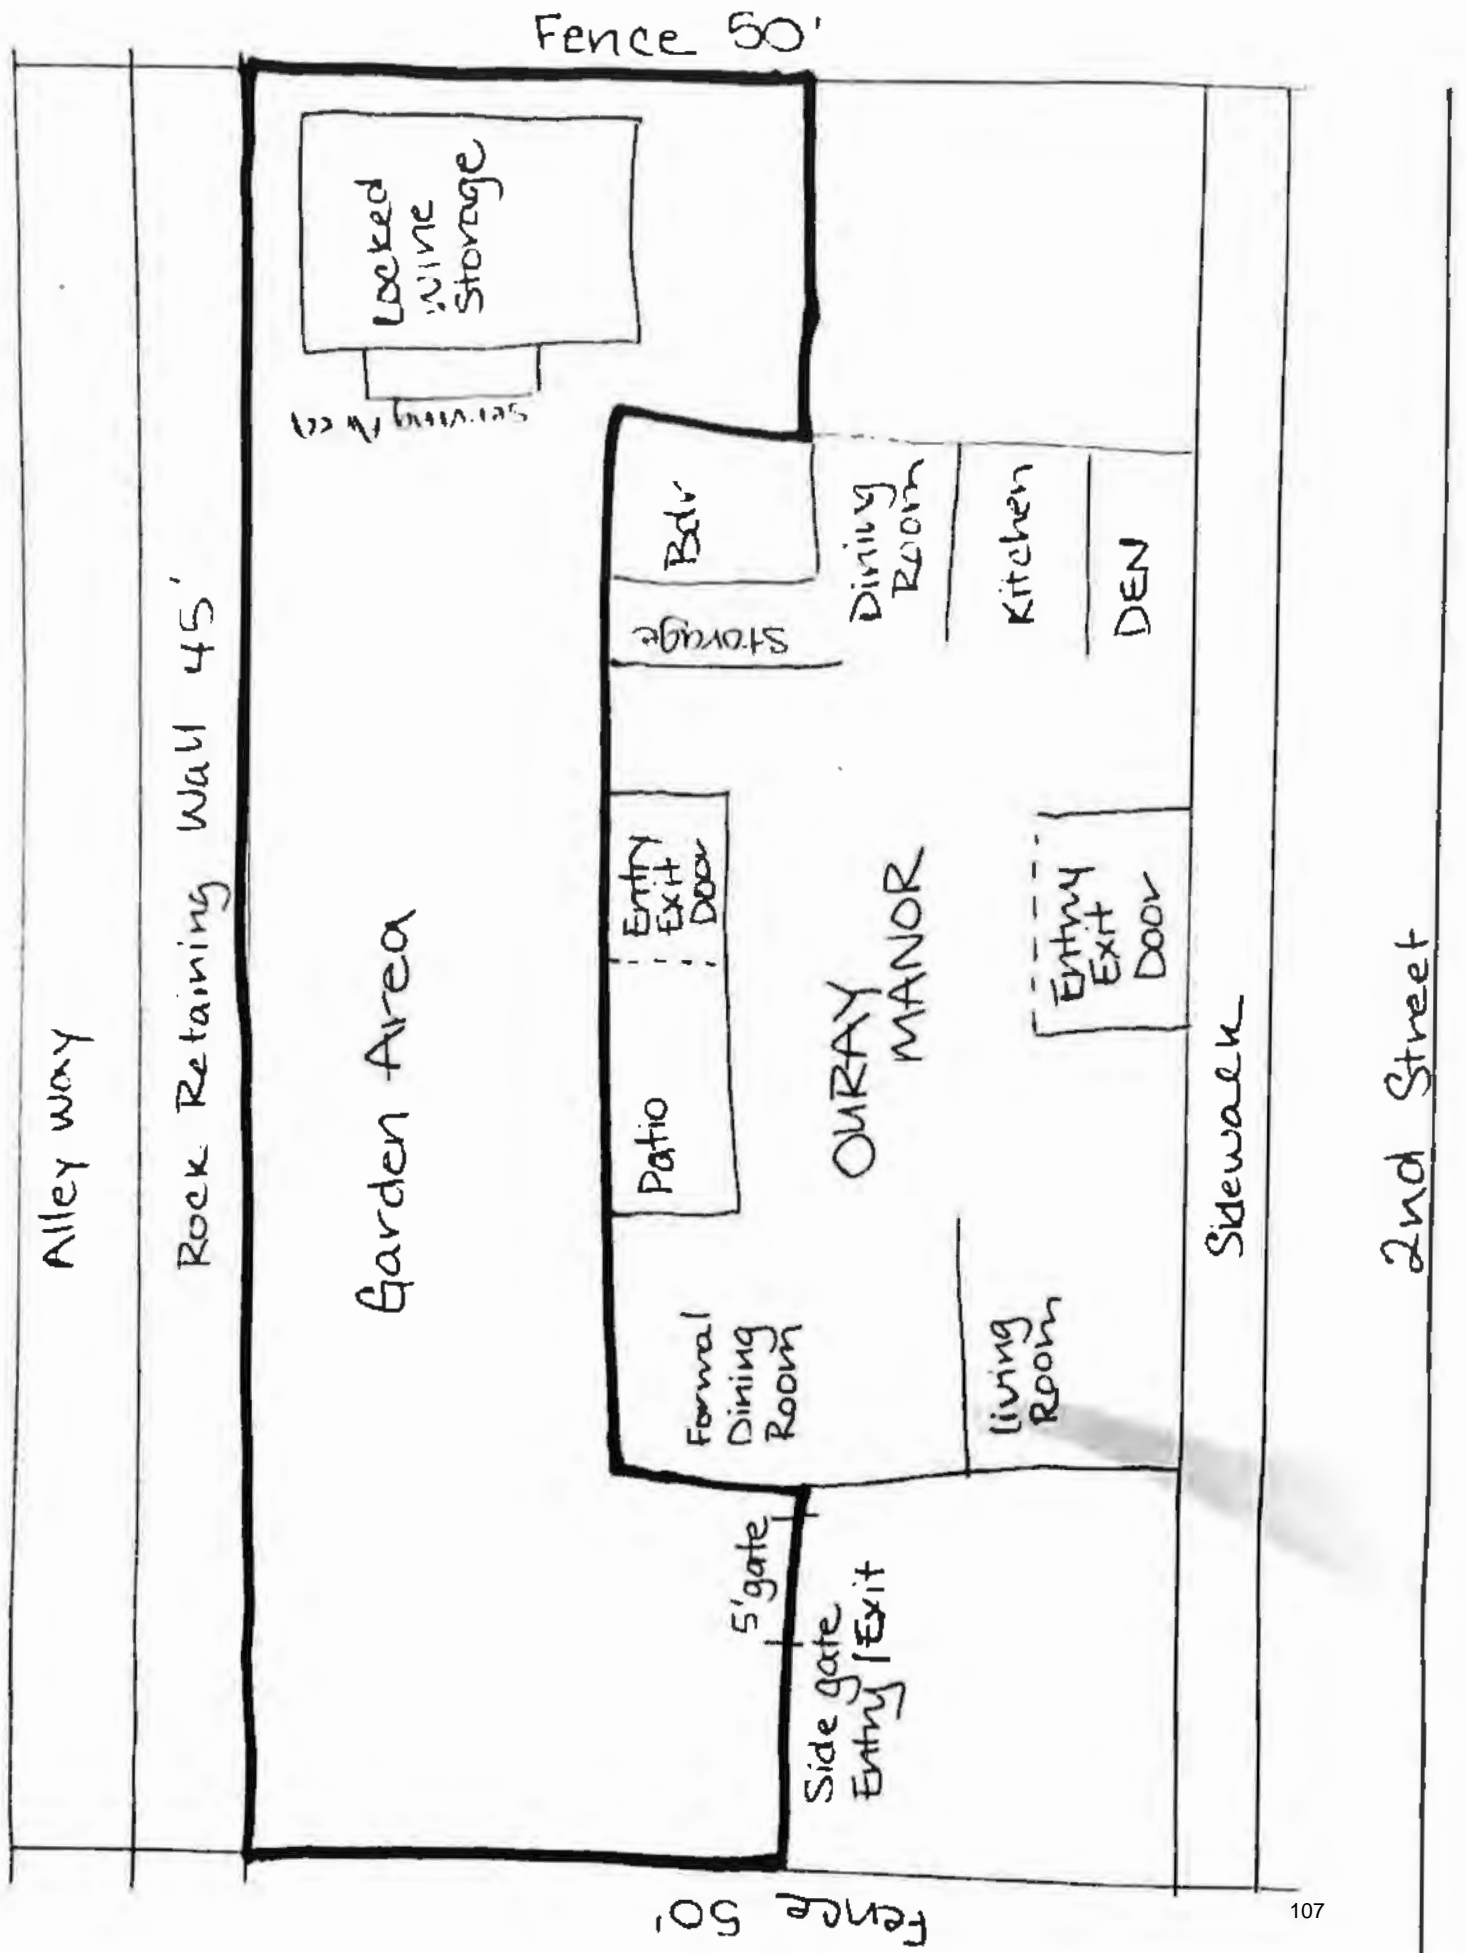 Fence 50'
Alley way
Rock Retaining Wall 45'
Locked
Wine
Storage
Serving Area
Garden Area
Bdr
Storage
Dining
Room
Kitchen
DEN
Entry
Exit
Door
Patio
OURAY
MANOR
Entry
Exit
Door
Formal
Dining
Room
living
Room
5' gate
Side gate
Entry/Exit
Sidewalk
2nd Street
Fence 50'
107